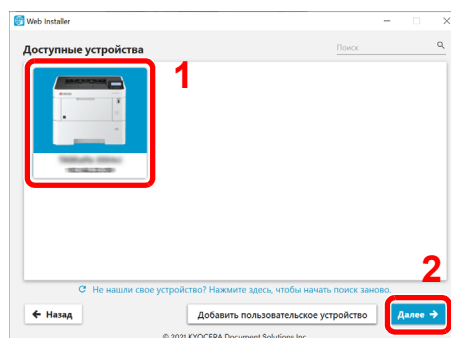 Web Installer
Доступные устройства
Поиск
1
2
Не нашли свое устройство? Нажмите здесь, чтобы начать поиск заново.
← Назад
Добавить пользовательское устройство
Далее →
© 2021 KYOCERA Document Solutions Inc.